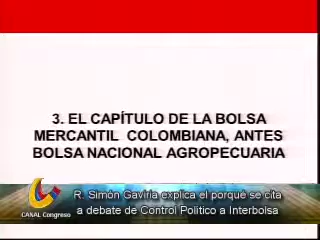 3. EL CAPÍTULO DE LA BOLSA
MERCANTIL COLOMBIANA, ANTES
BOLSA NACIONAL AGROPECUARIA
R. Simón Gaviria explica el porque se cita
a debate de Control Político a Interbolsa
CANAL Congreso